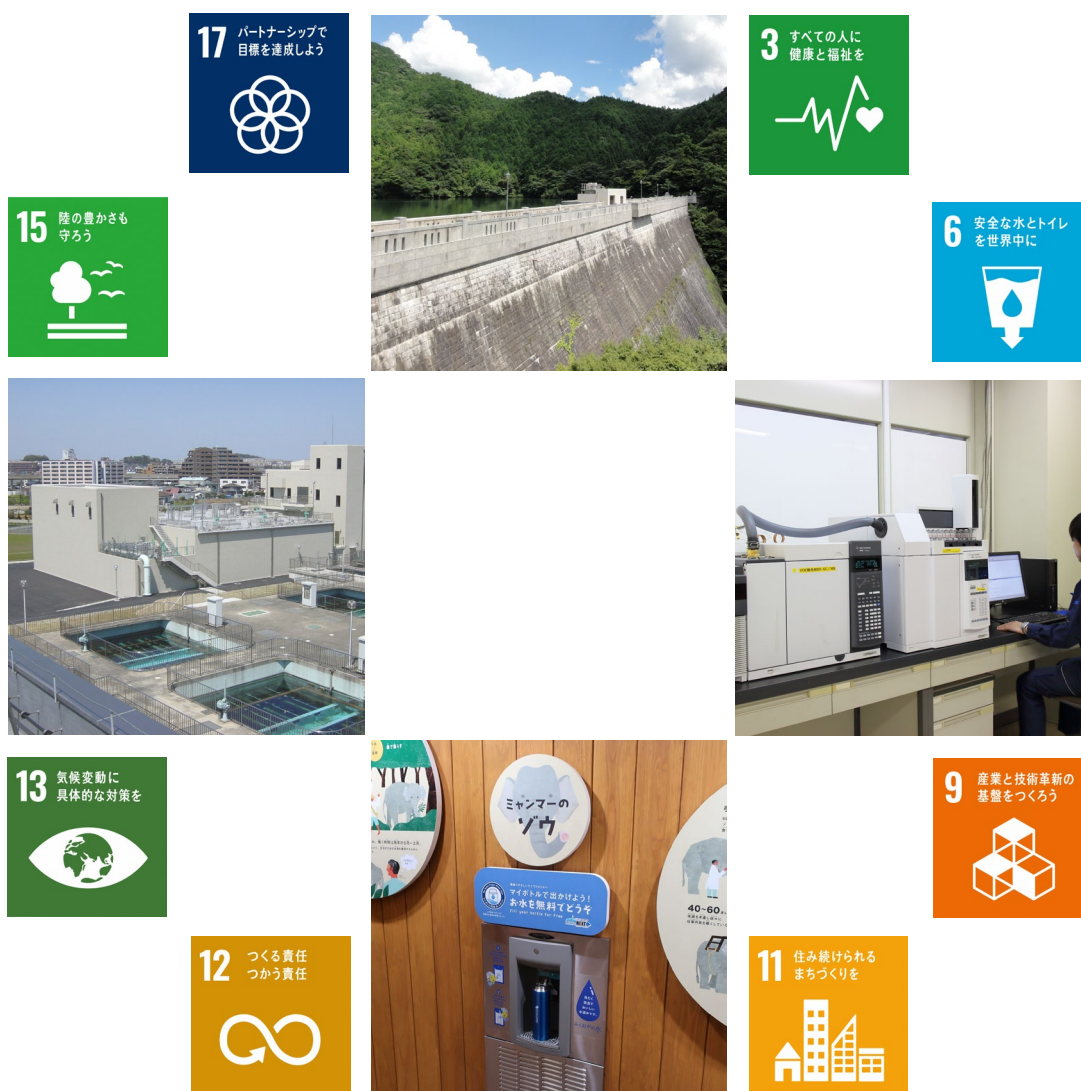 17 パートナーシップで
目標を達成しよう
3 すべての人に
健康と福祉を
15 陸の豊かさも
守ろう
6 安全な水とトイレ
を世界中に
13 気候変動に
具体的な対策を
9 産業と技術革新の
基盤をつくろう
ミャンマーの
ゾウ
マイボトルで出かけよう!
お水を無料でどうぞ
Fill your bottle for free
40~60
12 つくる責任
つかう責任
11 住み続けられる
まちづくりを